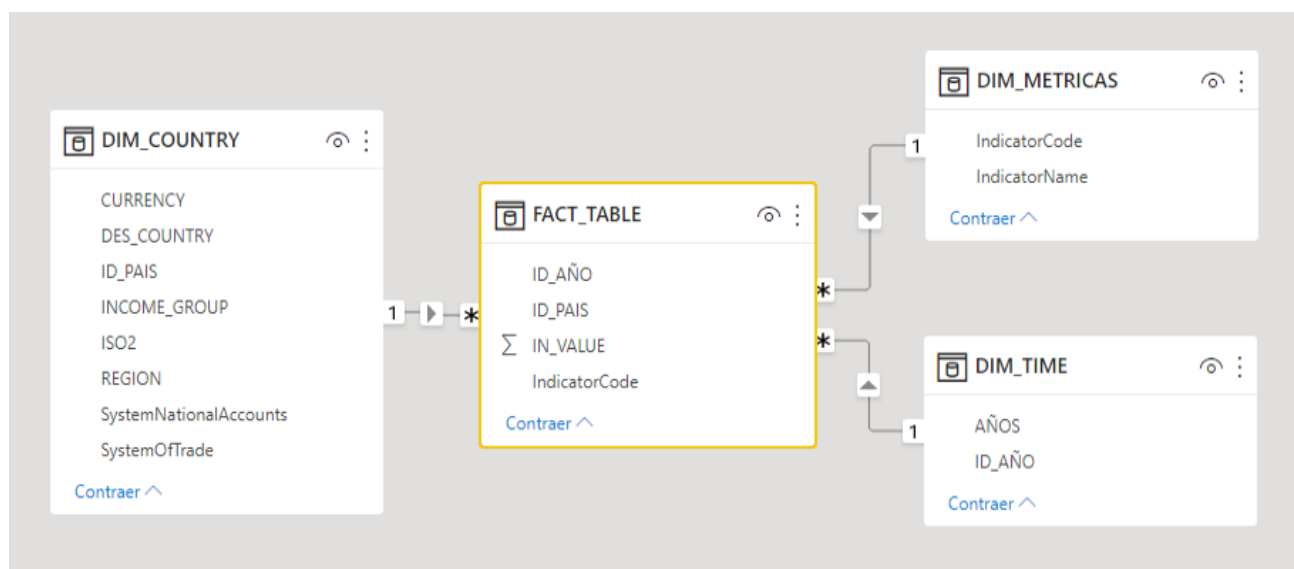 DIM_COUNTRY
CURRENCY
DES_COUNTRY
ID_PAIS
INCOME_GROUP
ISO2
REGION
SystemNationalAccounts
SystemOfTrade
Contraer
1
*
FACT_TABLE
ID_AÑO
ID_PAIS
∑ IN_VALUE
IndicatorCode
Contraer
*
*
1
DIM_METRICAS
IndicatorCode
IndicatorName
Contraer
1
DIM_TIME
AÑOS
ID_AÑO
Contraer